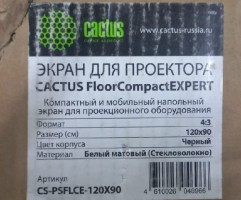 cactus
www.cactus-russia.ru
ЭКРАН ДЛЯ ПРОЕКТОРА
CACTUS FloorCompactEXPERT
Компактный и мобильный напольный
экран для проекционного оборудования
Формат 4:3
Размер (см) 120x90
Цвет корпуса Черный
Материал Белый матовый (Стекловолокно)
Артикул
CS-PSFLCE-120X90